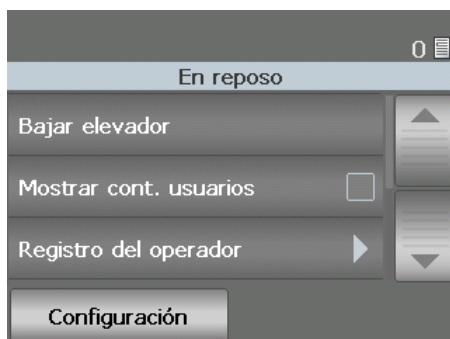 0
En reposo
Bajar elevador
Mostrar cont. usuarios
Registro del operador
Configuración